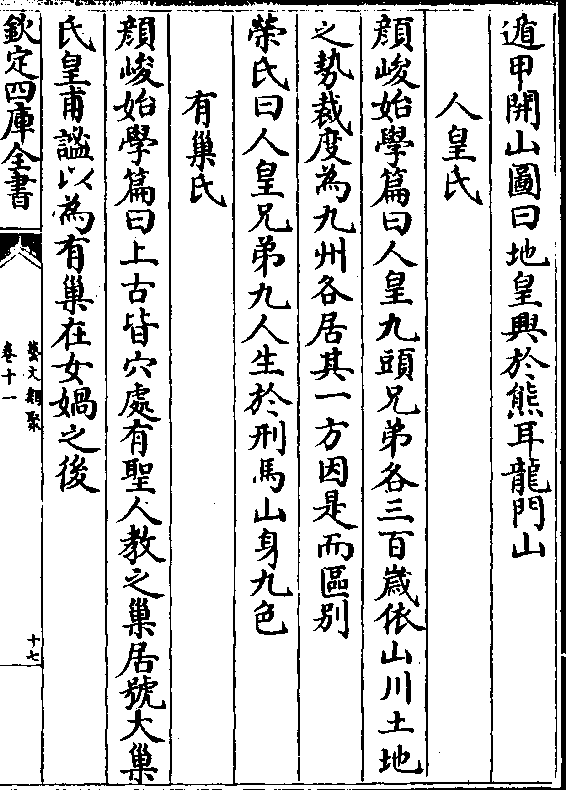 遁甲開山圖曰地皇興於熊耳龍門山
人皇氏
顔峻始學篇曰人皇九頭兄弟各三百嵗依山川土地
之勢裁度為九州各居其一方因是而區别
榮氏曰人皇兄弟九人生於刑馬山身九色
有巢氏
顔峻始學篇曰上古皆穴處有聖人教之巢居號大巢
氏皇甫謐以為有巢在女媧之後
欽定四庫全書
藝文類聚
卷十一
十七